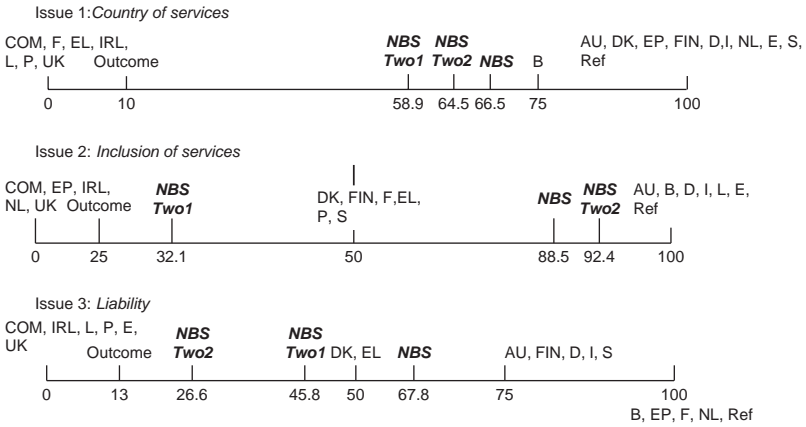 Issue 1:Country of services
COM, F, EL, IRL,
L, P, UK
Outcome
NBS
Two1
NBS
Two2
NBS
B
AU, DK, EP, FIN, D,I, NL, E, S,
Ref
0 10 58.9 64.5 66.5 75 100
Issue 2: Inclusion of services
COM, EP, IRL,
NL, UK
Outcome
NBS
Two1
DK, FIN, F,EL,
P, S
NBS
NBS
Two2
AU, B, D, I, L, E,
Ref
0 25 32.1 50 88.5 92.4 100
Issue 3: Liability
COM, IRL, L, P, E,
UK
Outcome
NBS
Two2
NBS
Two1
DK, EL
NBS
AU, FIN, D, I, S
0 13 26.6 45.8 50 67.8 75 100
B, EP, F, NL, Ref